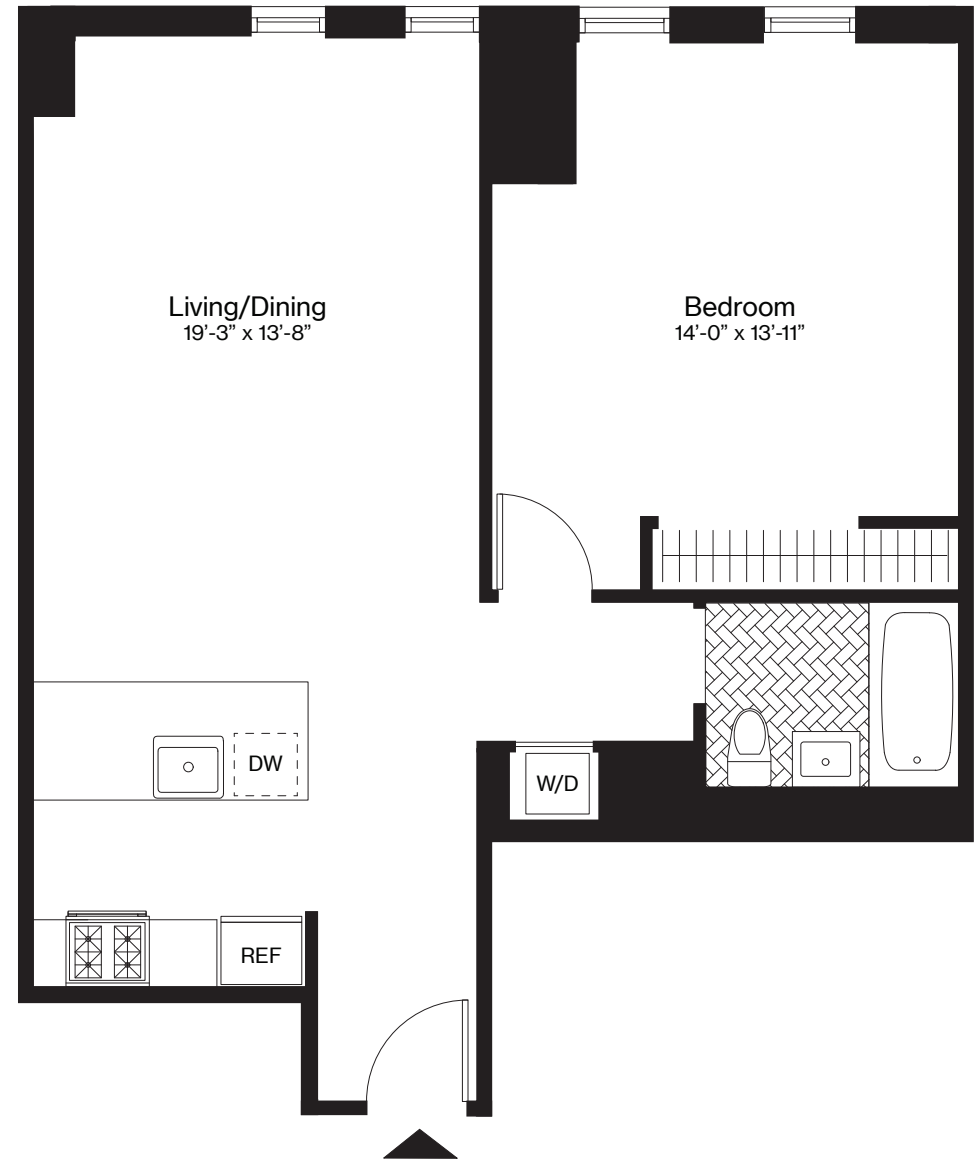 Living/Dining
19’-3” x 13’-8”
Bedroom
14’-0” x 13’-11”
DW
W/D
REF